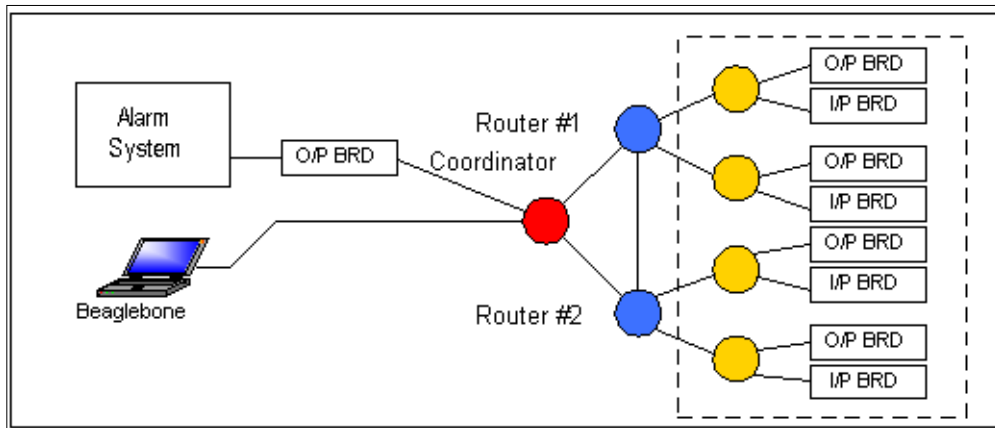 Alarm
System
O/P BRD
Coordinator
Beaglebone
Router #1
Router #2
O/P BRD
I/P BRD
O/P BRD
I/P BRD
O/P BRD
I/P BRD
O/P BRD
I/P BRD